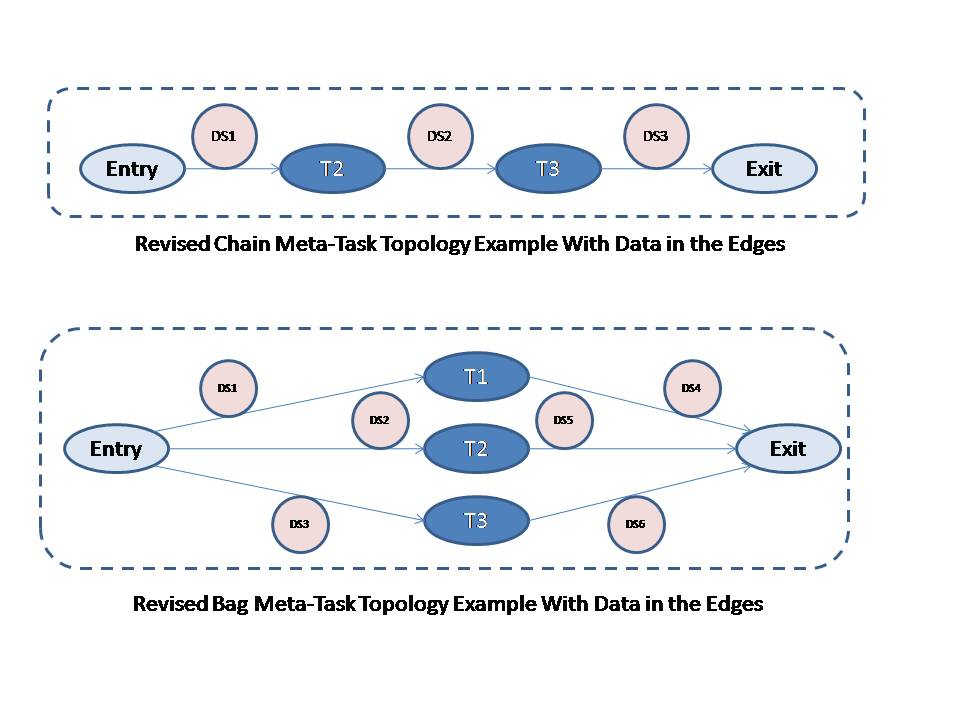 DS1 DS2 DS3
Entry T2 T3 Exit
Revised Chain Meta-Task Topology Example With Data in the Edges
T1
DS1 DS4
DS2 DS5
Entry T2 Exit
DS3 T3 DS6
Revised Bag Meta-Task Topology Example With Data in the Edges